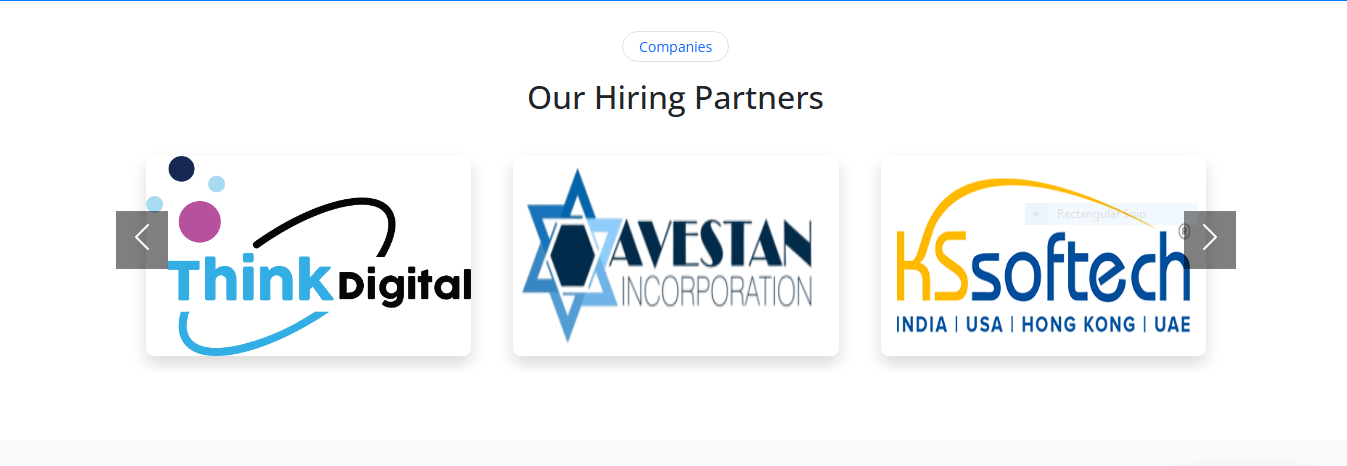 Companies
Our Hiring Partners
Think Digital
AVESTAN
INCORPORATION
Rectangular Snip
KSsoftech ®
INDIA | USA | HONG KONG | UAE